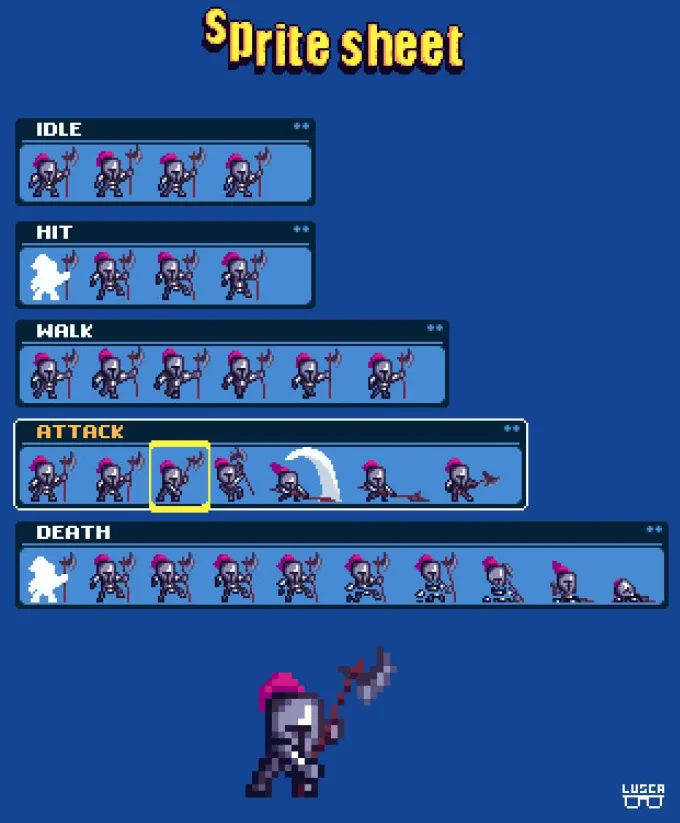 Sprite sheet
IDLE
HIT
WALK
ATTACK
DEATH
LUSCA